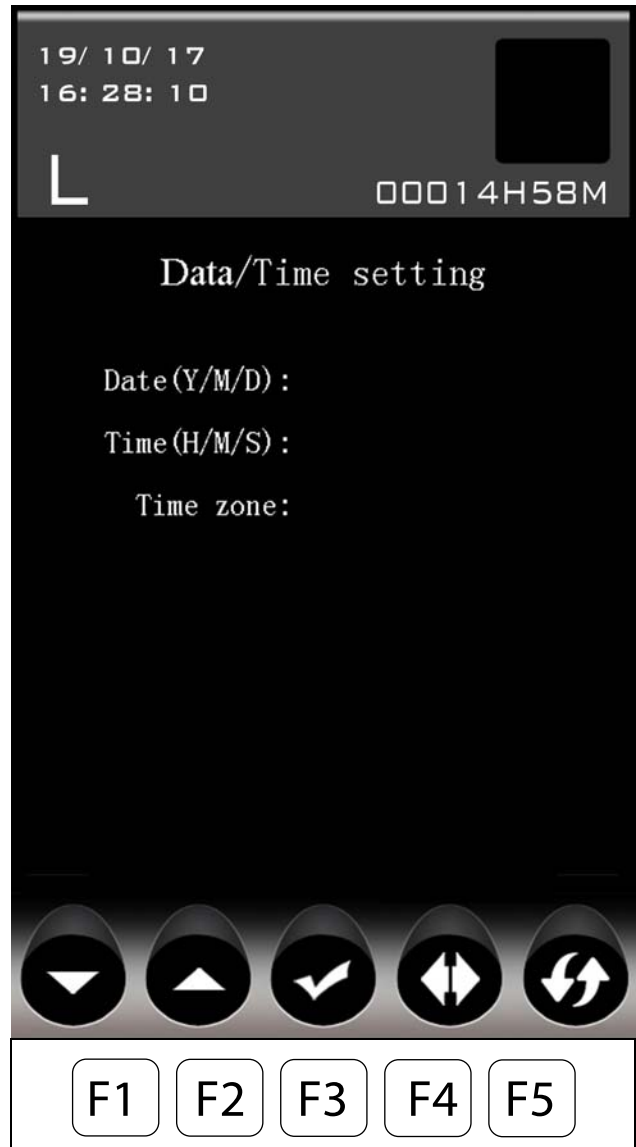 19/ 10/ 17
16: 28: 10
L
00014H58M
Data/Time setting
Date(Y/M/D):
Time(H/M/S):
Time zone:
F1 F2 F3 F4 F5